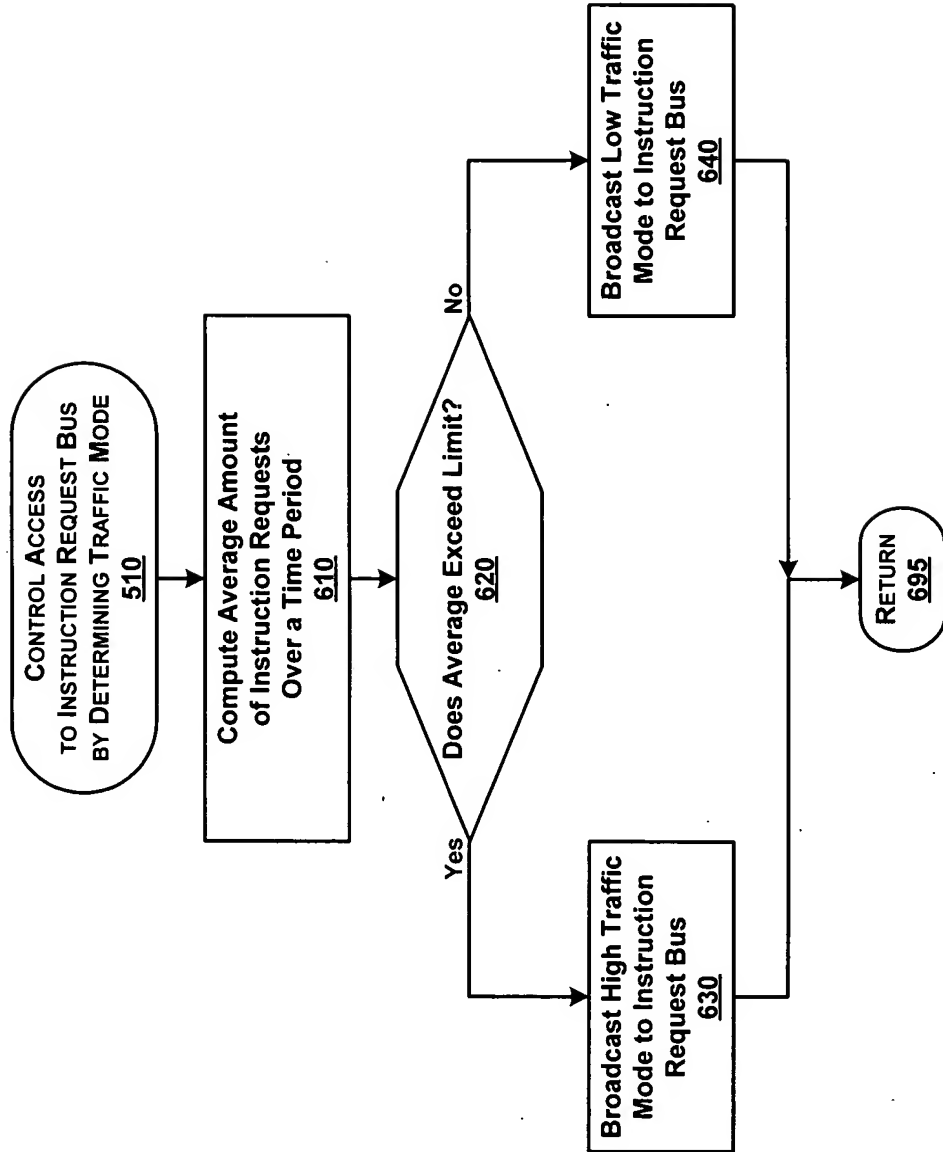 CONTROL ACCESS
TO INSTRUCTION REQUEST BUS
BY DETERMINING TRAFFIC MODE
510
Compute Average Amount
of Instruction Requests
Over a Time Period
610
Does Average Exceed Limit?
620
Yes
No
Broadcast High Traffic
Mode to Instruction
Request Bus
630
Broadcast Low Traffic
Mode to Instruction
Request Bus
640
RETURN
695